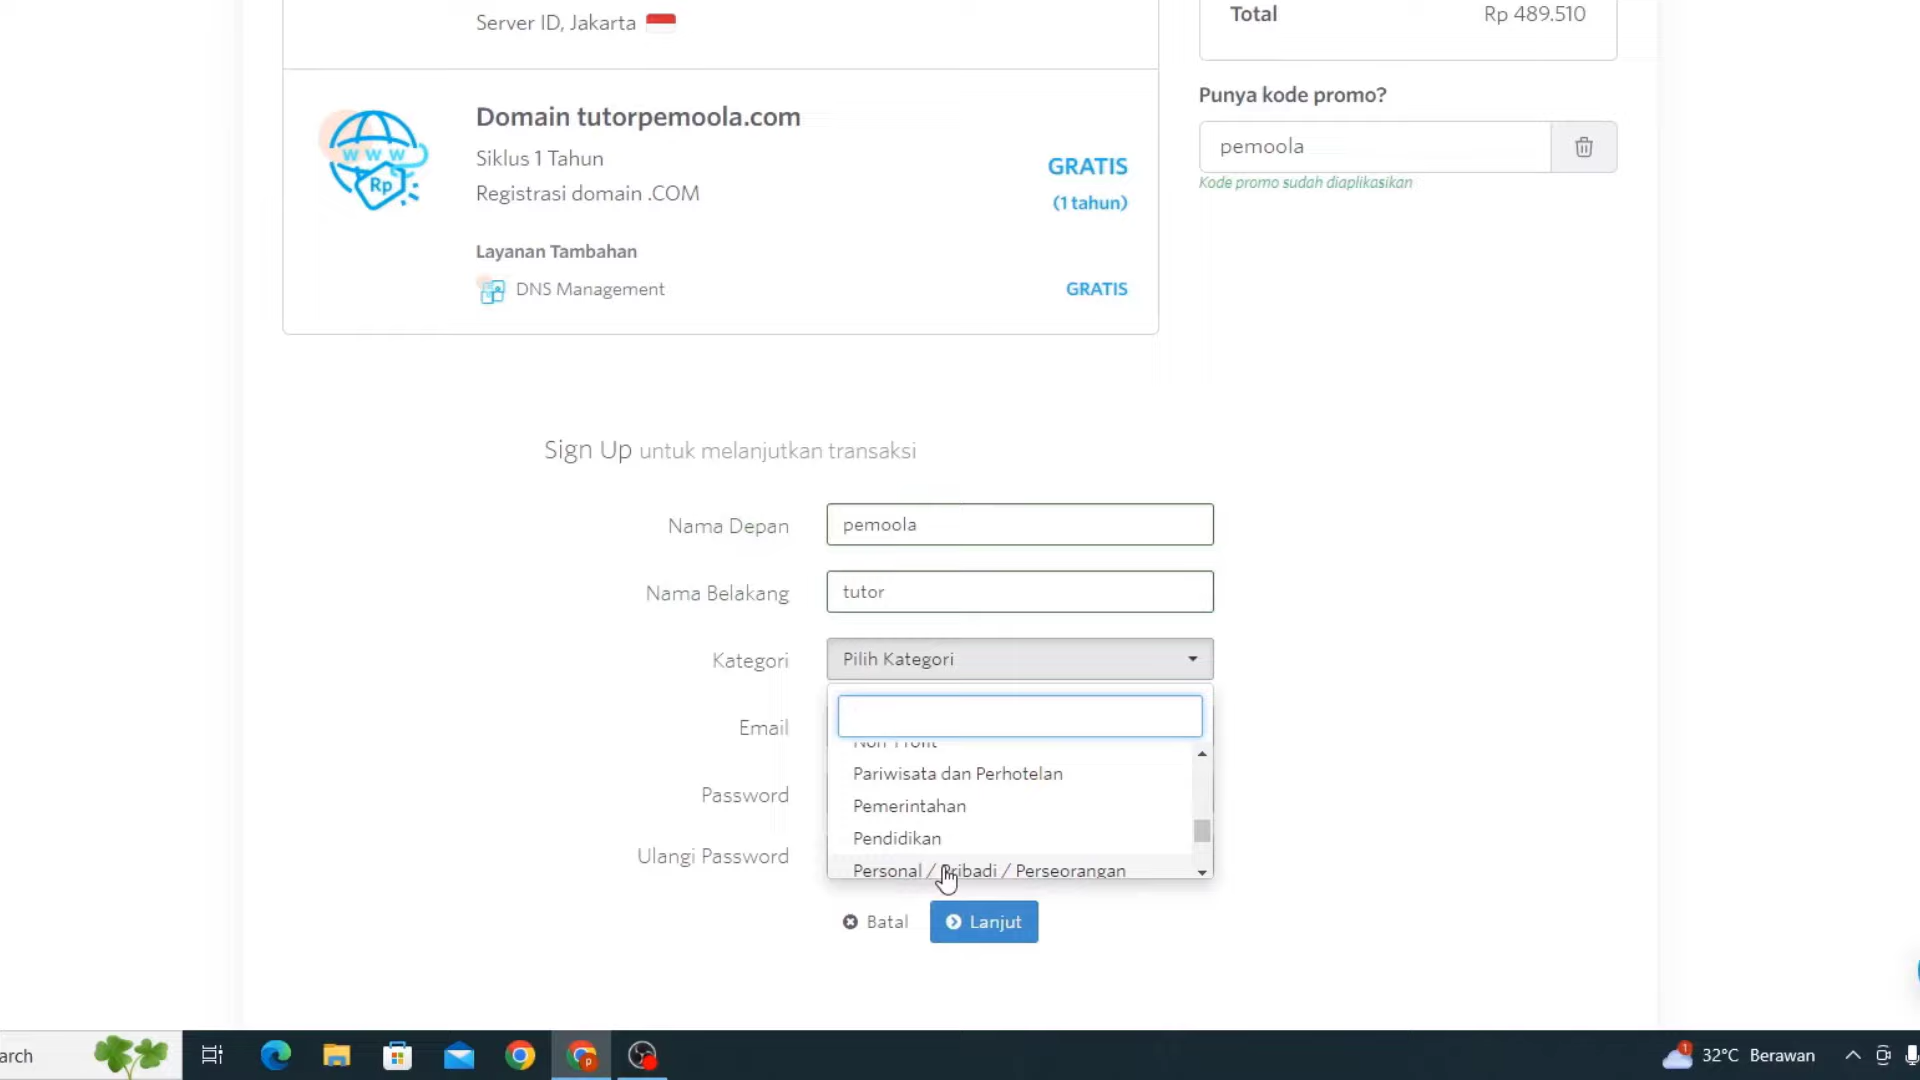 Server ID, Jakarta
Total Rp 489.510
Domain tutorpemoola.com
Siklus 1 Tahun
Registrasi domain .COM
GRATIS
(1 tahun)
Layanan Tambahan
DNS Management GRATIS
www
Rp
Punya kode promo?
pemoola
Kode promo sudah diaplikasikan
Sign Up untuk melanjutkan transaksi
Nama Depan pemoola
Nama Belakang tutor
Kategori Pilih Kategori
Email
Password
Ulangi Password
Pariwisata dan Perhotelan
Pemerintahan
Pendidikan
Personal / Pribadi / Perseorangan
Batal Lanjut
arch
1
32°C Berawan